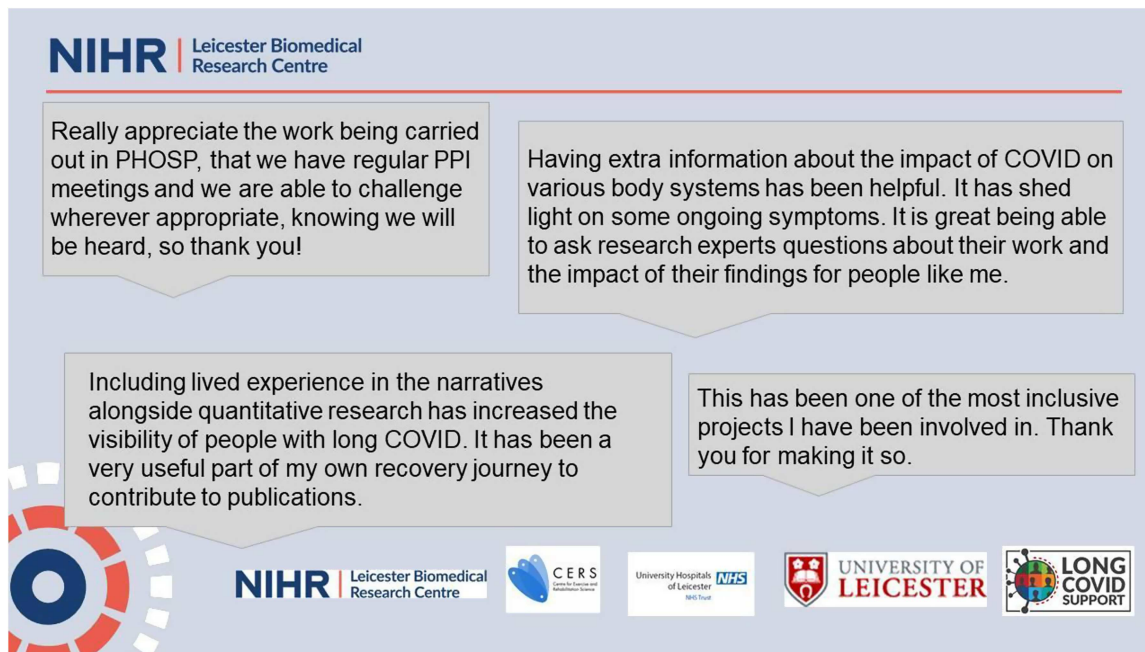 NIHR | Leicester Biomedical
Research Centre
Really appreciate the work being carried
out in PHOSP, that we have regular PPI
meetings and we are able to challenge
wherever appropriate, knowing we will
be heard, so thank you!
Having extra information about the impact of COVID on
various body systems has been helpful. It has shed
light on some ongoing symptoms. It is great being able
to ask research experts questions about their work and
the impact of their findings for people like me.
Including lived experience in the narratives
alongside quantitative research has increased the
visibility of people with long COVID. It has been a
very useful part of my own recovery journey to
contribute to publications.
This has been one of the most inclusive
projects I have been involved in. Thank
you for making it so.
NIHR | Leicester Biomedical
Research Centre
CERS
Centre for Exercise and
Rehabilitation Science
University Hospitals NHS
of Leicester
NHS Trust
UNIVERSITY OF
LEICESTER
LONG
COVID
SUPPORT